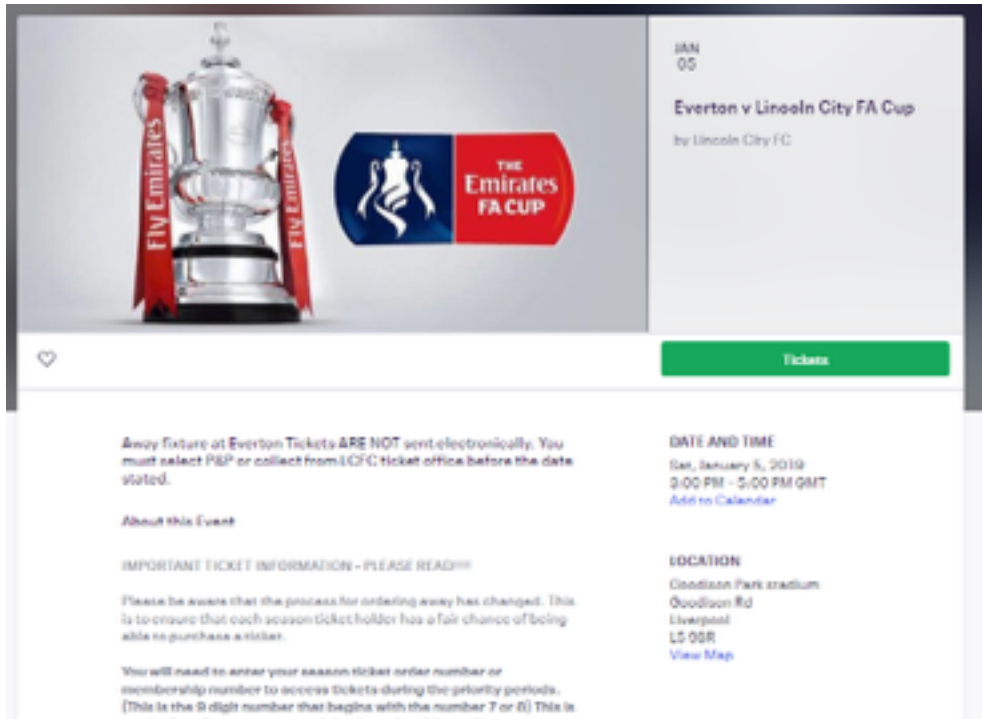 Fly Emirates
Fly Emirates
THE
Emirates
FA CUP
JAN
05
Everton v Lincoln City FA Cup
by Lincoln City FC
Tickets
Away fixture at Everton Tickets ARE NOT sent electronically. You
must select P&P or collect from LCFC ticket office before the date
stated.
About this Event
IMPORTANT TICKET INFORMATION - PLEASE READ!!!!
Please be aware that the process for ordering away has changed. This
is to ensure that each season ticket holder has a fair chance of being
able to purchase a ticket.
You will need to enter your season ticket order number or
membership number to access tickets during the priority periods.
(This is the 9 digit number that begins with the number 7 or 8) This is
DATE AND TIME
Sat, January 5, 2019
3:00 PM – 5:00 PM GMT
Add to Calendar
LOCATION
Goodison Park stadium
Goodison Rd
Liverpool
View Map